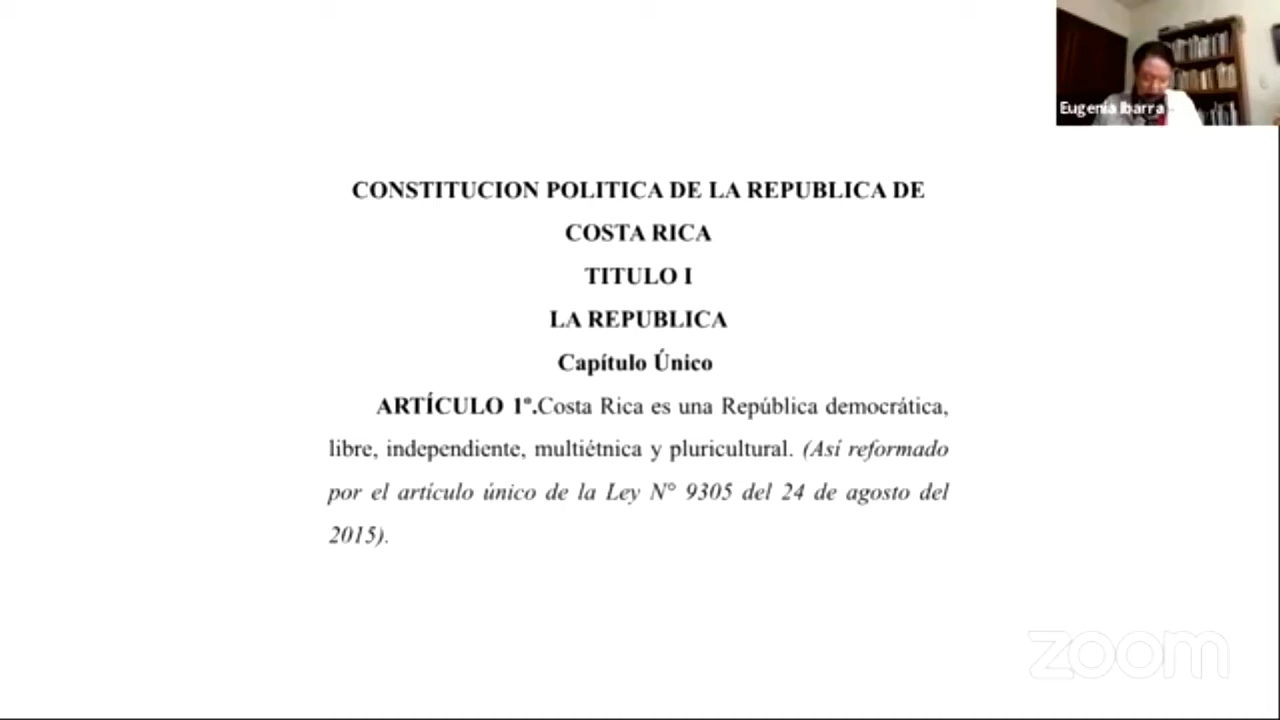 Eugenia Ibarra
CONSTITUCION POLITICA DE LA REPUBLICA DE
COSTA RICA
TITULO I
LA REPUBLICA
Capítulo Único
ARTÍCULO 1º.Costa Rica es una República democrática,
libre, independiente, multiétnica y pluricultural. (Así reformado
por el artículo único de la Ley N° 9305 del 24 de agosto del
2015).
zoom